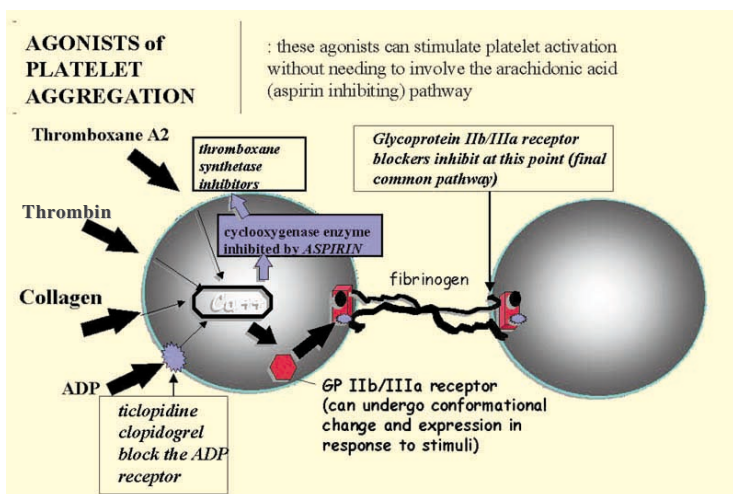 AGONISTS of
PLATELET
AGGREGATION
: these agonists can stimulate platelet activation
without needing to involve the arachidonic acid
(aspirin inhibiting) pathway
Thromboxane A2
thromboxane
synthetase
inhibitors
Glycoprotein IIb/IIIa receptor
blockers inhibit at this point (final
common pathway)
Thrombin
cyclooxygenase enzyme
inhibited by ASPIRIN
fibrinogen
Collagen
Ca ++
ADP
GP IIb/IIIa receptor
(can undergo conformational
change and expression in
response to stimuli)
ticlopidine
clopidogrel
block the ADP
receptor